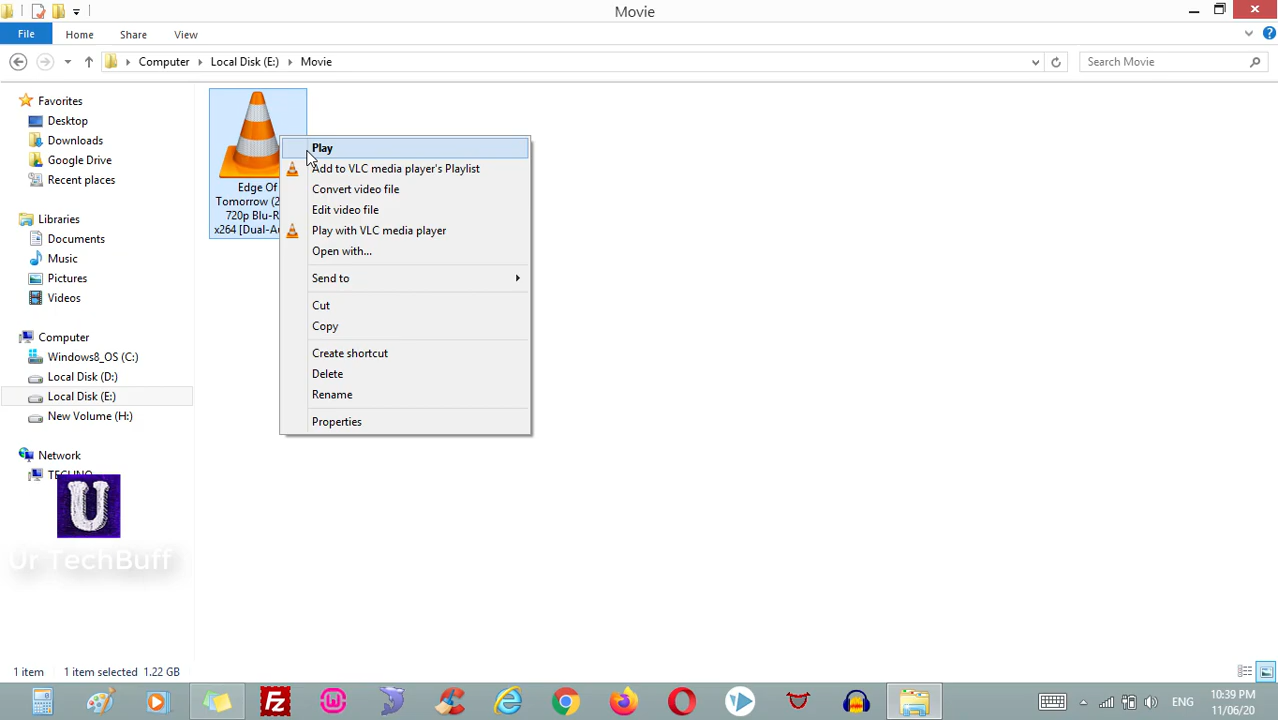 Movie
File
Home
Share
View
Computer
Local Disk (E:)
Movie
Search Movie
Favorites
Desktop
Downloads
Google Drive
Recent places
Libraries
Documents
Music
Pictures
Videos
Computer
Windows8_OS (C:)
Local Disk (D:)
Local Disk (E:)
New Volume (H:)
Network
TECHNO
U
Ur TechBuff
Edge Of
Tomorrow (2
720p Blu-R
x264 [Dual-Au
Play
Add to VLC media player's Playlist
Convert video file
Edit video file
Play with VLC media player
Open with...
Send to
Cut
Copy
Create shortcut
Delete
Rename
Properties
1 item
1 item selected
1.22 GB
ENG
10:39 PM
11/06/20